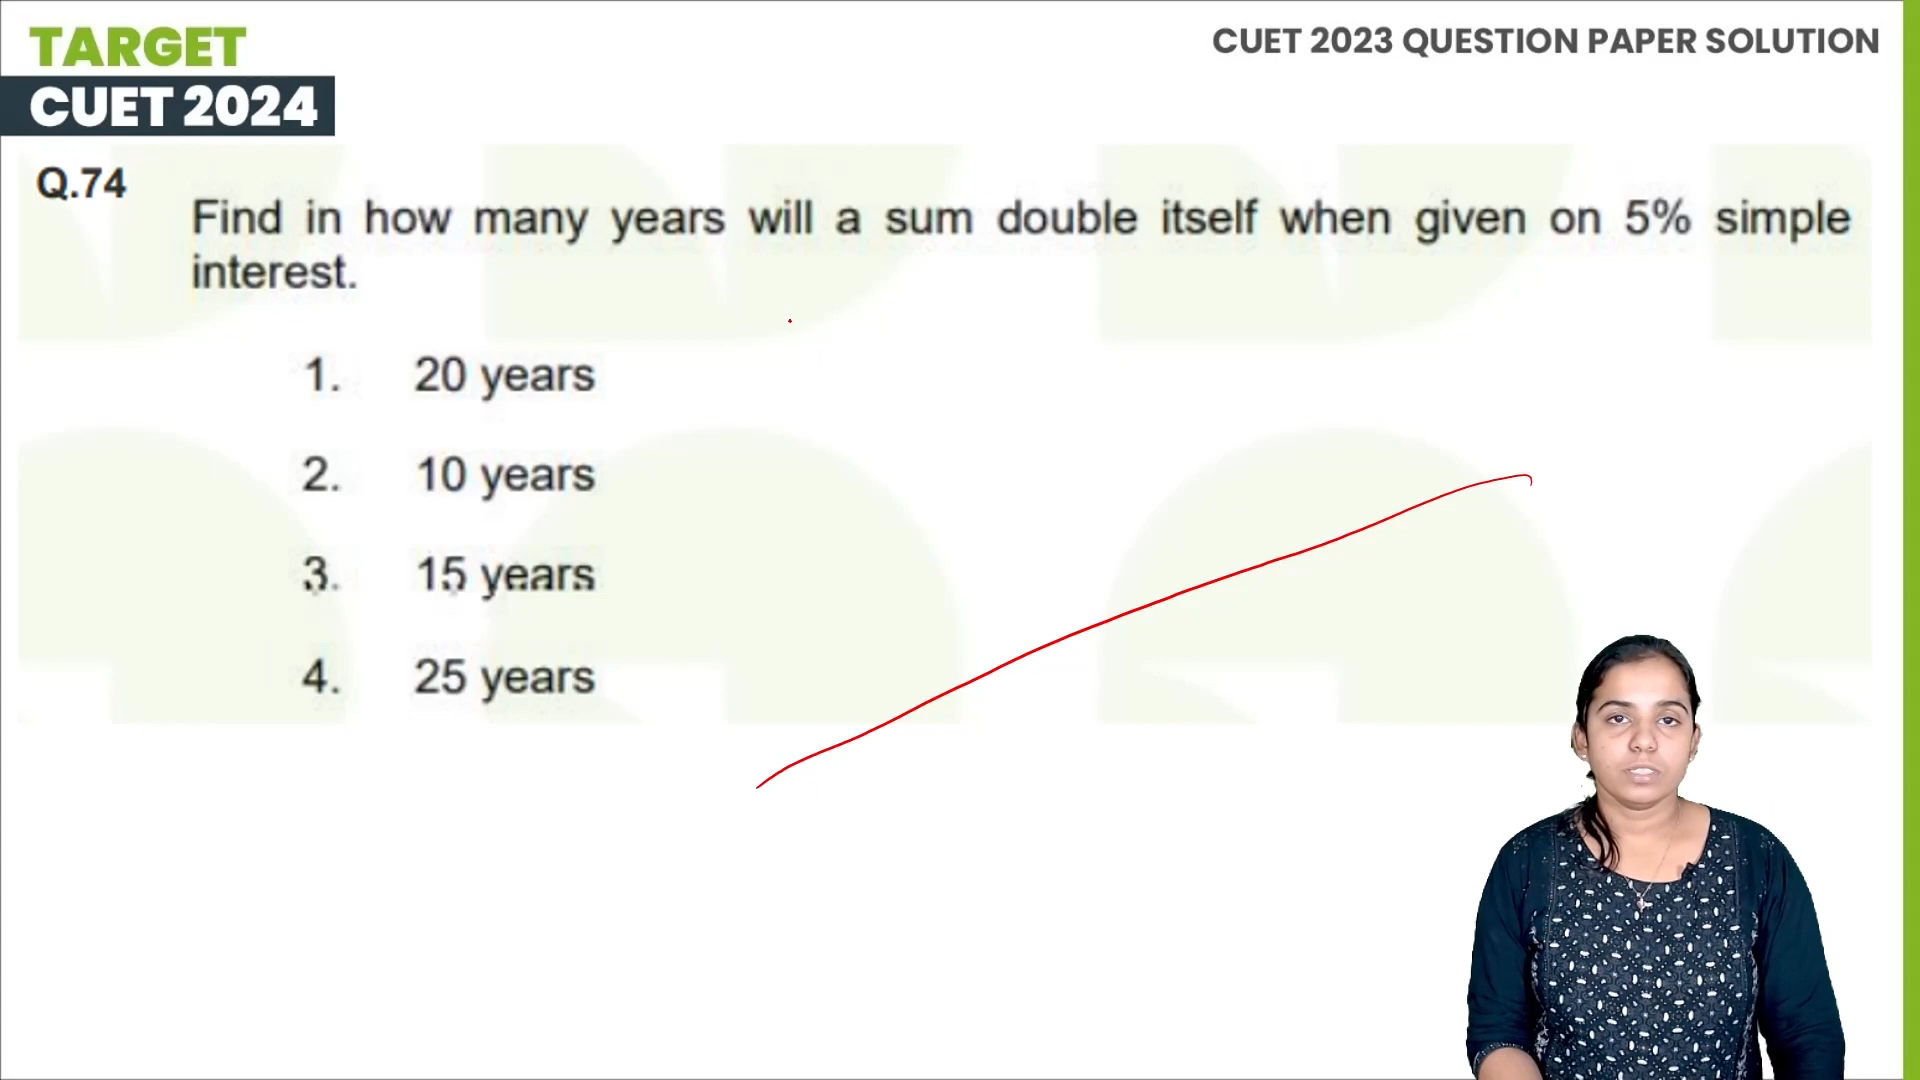 TARGET
CUET 2024
CUET 2023 QUESTION PAPER SOLUTION
Q.74
Find in how many years will a sum double itself when given on 5% simple
interest.
1. 20 years
2. 10 years
3. 15 years
4. 25 years